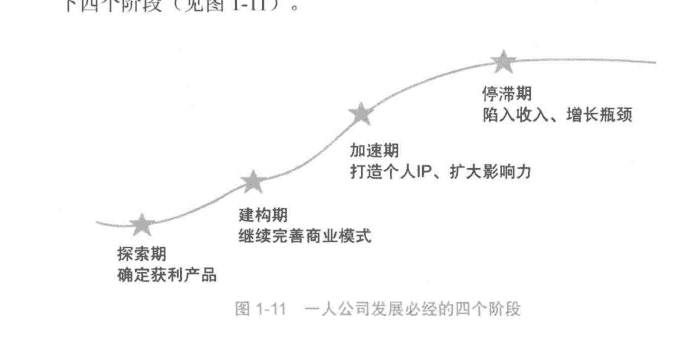 下四个阶段（见图 1-11）。
停滞期
陷入收入、增长瓶颈
加速期
打造个人IP、扩大影响力
建构期
继续完善商业模式
探索期
确定获利产品
图 1-11 一人公司发展必经的四个阶段